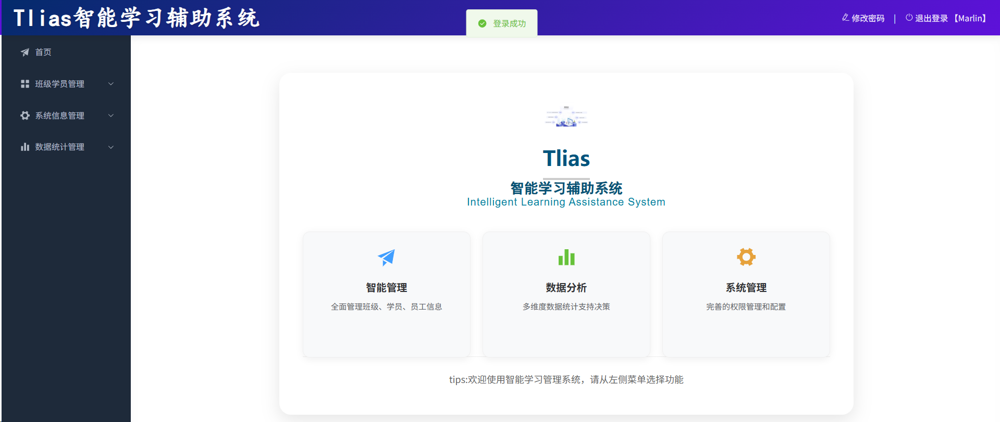 Tlias智能学习辅助系统
登录成功
修改密码 | 退出登录 【Marlin】
首页
班级学员管理
系统信息管理
数据统计管理
Tlias
智能学习辅助系统
Intelligent Learning Assistance System
智能管理
全面管理班级、学员、员工信息
数据分析
多维度数据统计支持决策
系统管理
完善的权限管理和配置
tips:欢迎使用智能学习管理系统，请从左侧菜单选择功能